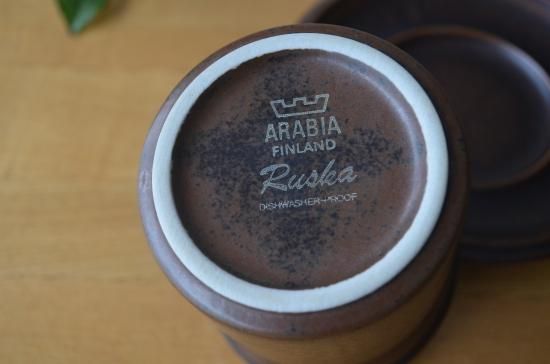 ARABIA
FINLAND
Ruska
DISHWASHER-PROOF